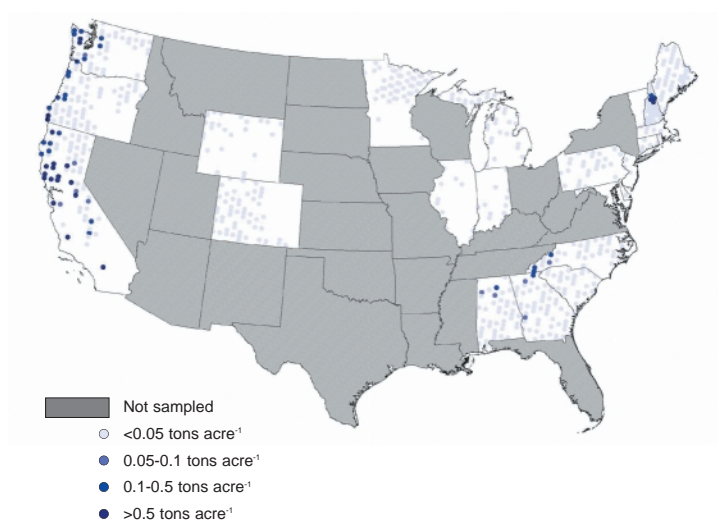 Not sampled
<0.05 tons acre-1
0.05-0.1 tons acre-1
0.1-0.5 tons acre-1
>0.5 tons acre-1